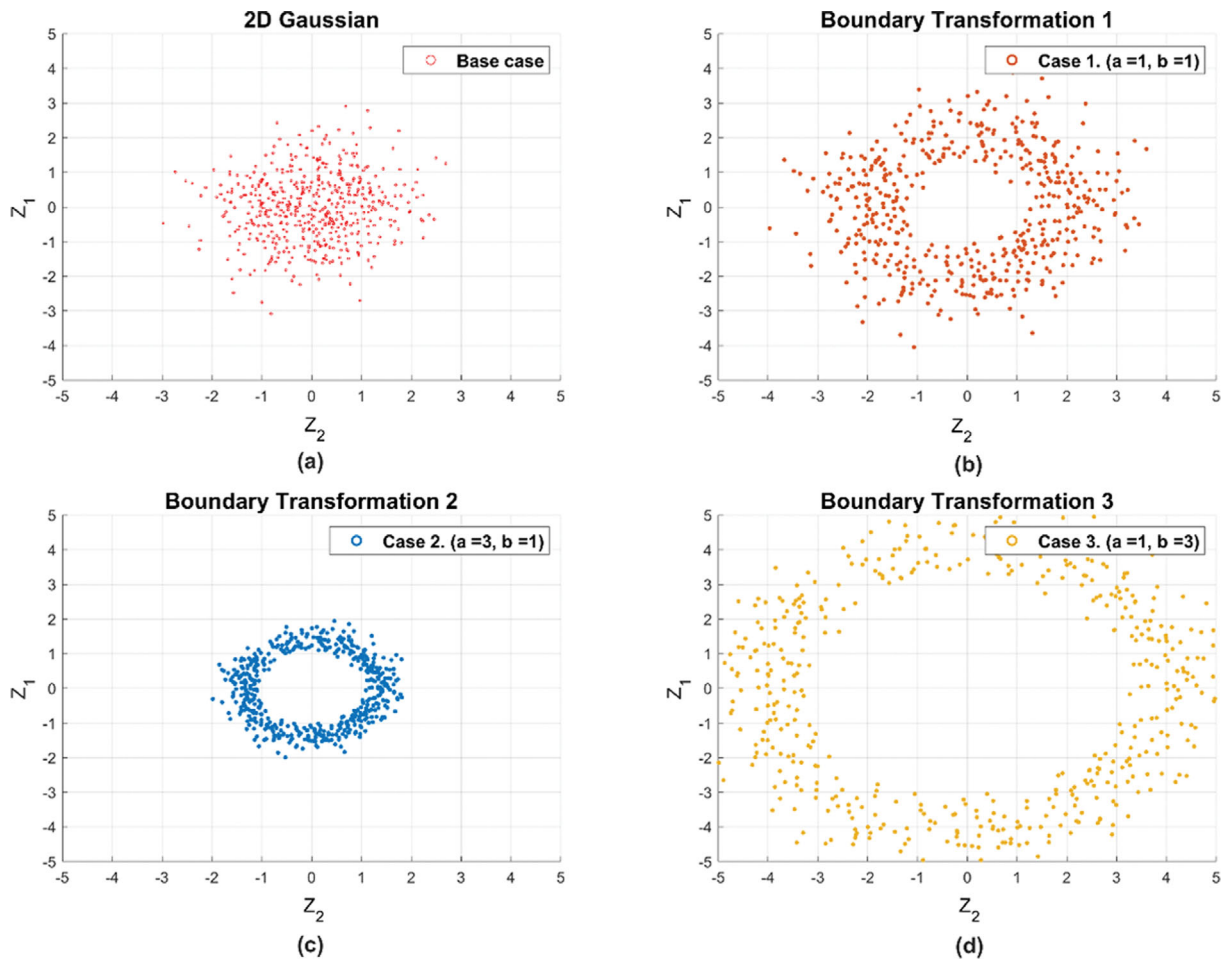 2D Gaussian
Base case
5
4
3
2
1
0
-1
-2
-3
-4
-5
Z1
-5 -4 -3 -2 -1 0 1 2 3 4 5
Z2
(a)
Boundary Transformation 1
Case 1. (a =1, b =1)
5
4
3
2
1
0
-1
-2
-3
-4
-5
Z1
-5 -4 -3 -2 -1 0 1 2 3 4 5
Z2
(b)
Boundary Transformation 2
Case 2. (a =3, b =1)
5
4
3
2
1
0
-1
-2
-3
-4
-5
Z1
-5 -4 -3 -2 -1 0 1 2 3 4 5
Z2
(c)
Boundary Transformation 3
Case 3. (a =1, b =3)
5
4
3
2
1
0
-1
-2
-3
-4
-5
Z1
-5 -4 -3 -2 -1 0 1 2 3 4 5
Z2
(d)